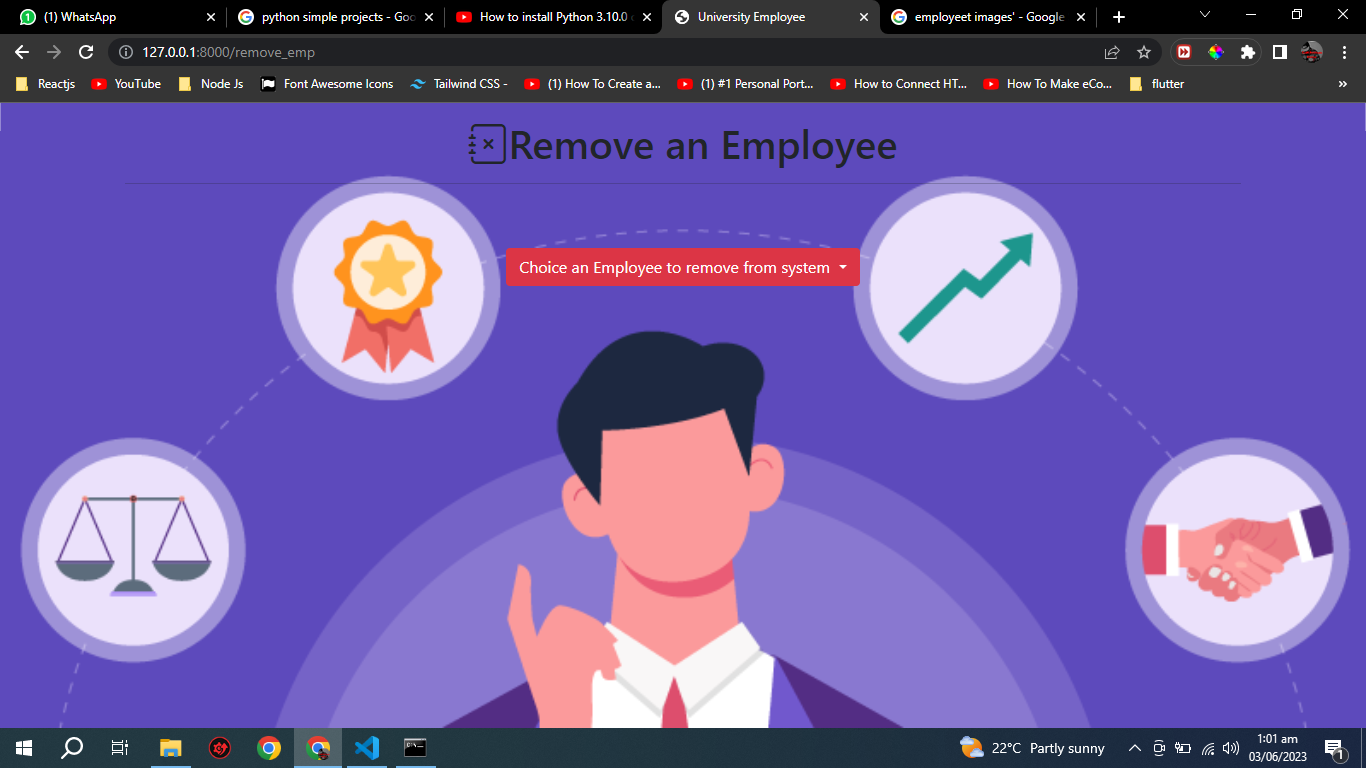 (1) WhatsApp
python simple projects - Goo
How to install Python 3.10.0
University Employee
employeet images' - Google
127.0.0.1:8000/remove_emp
Reactjs
YouTube
Node Js
Font Awesome Icons
Tailwind CSS -
(1) How To Create a...
(1) #1 Personal Port...
How to Connect HT...
How To Make eCo...
flutter
»
Remove an Employee
Choice an Employee to remove from system
22°C Partly sunny
1:01 am
03/06/2023
1